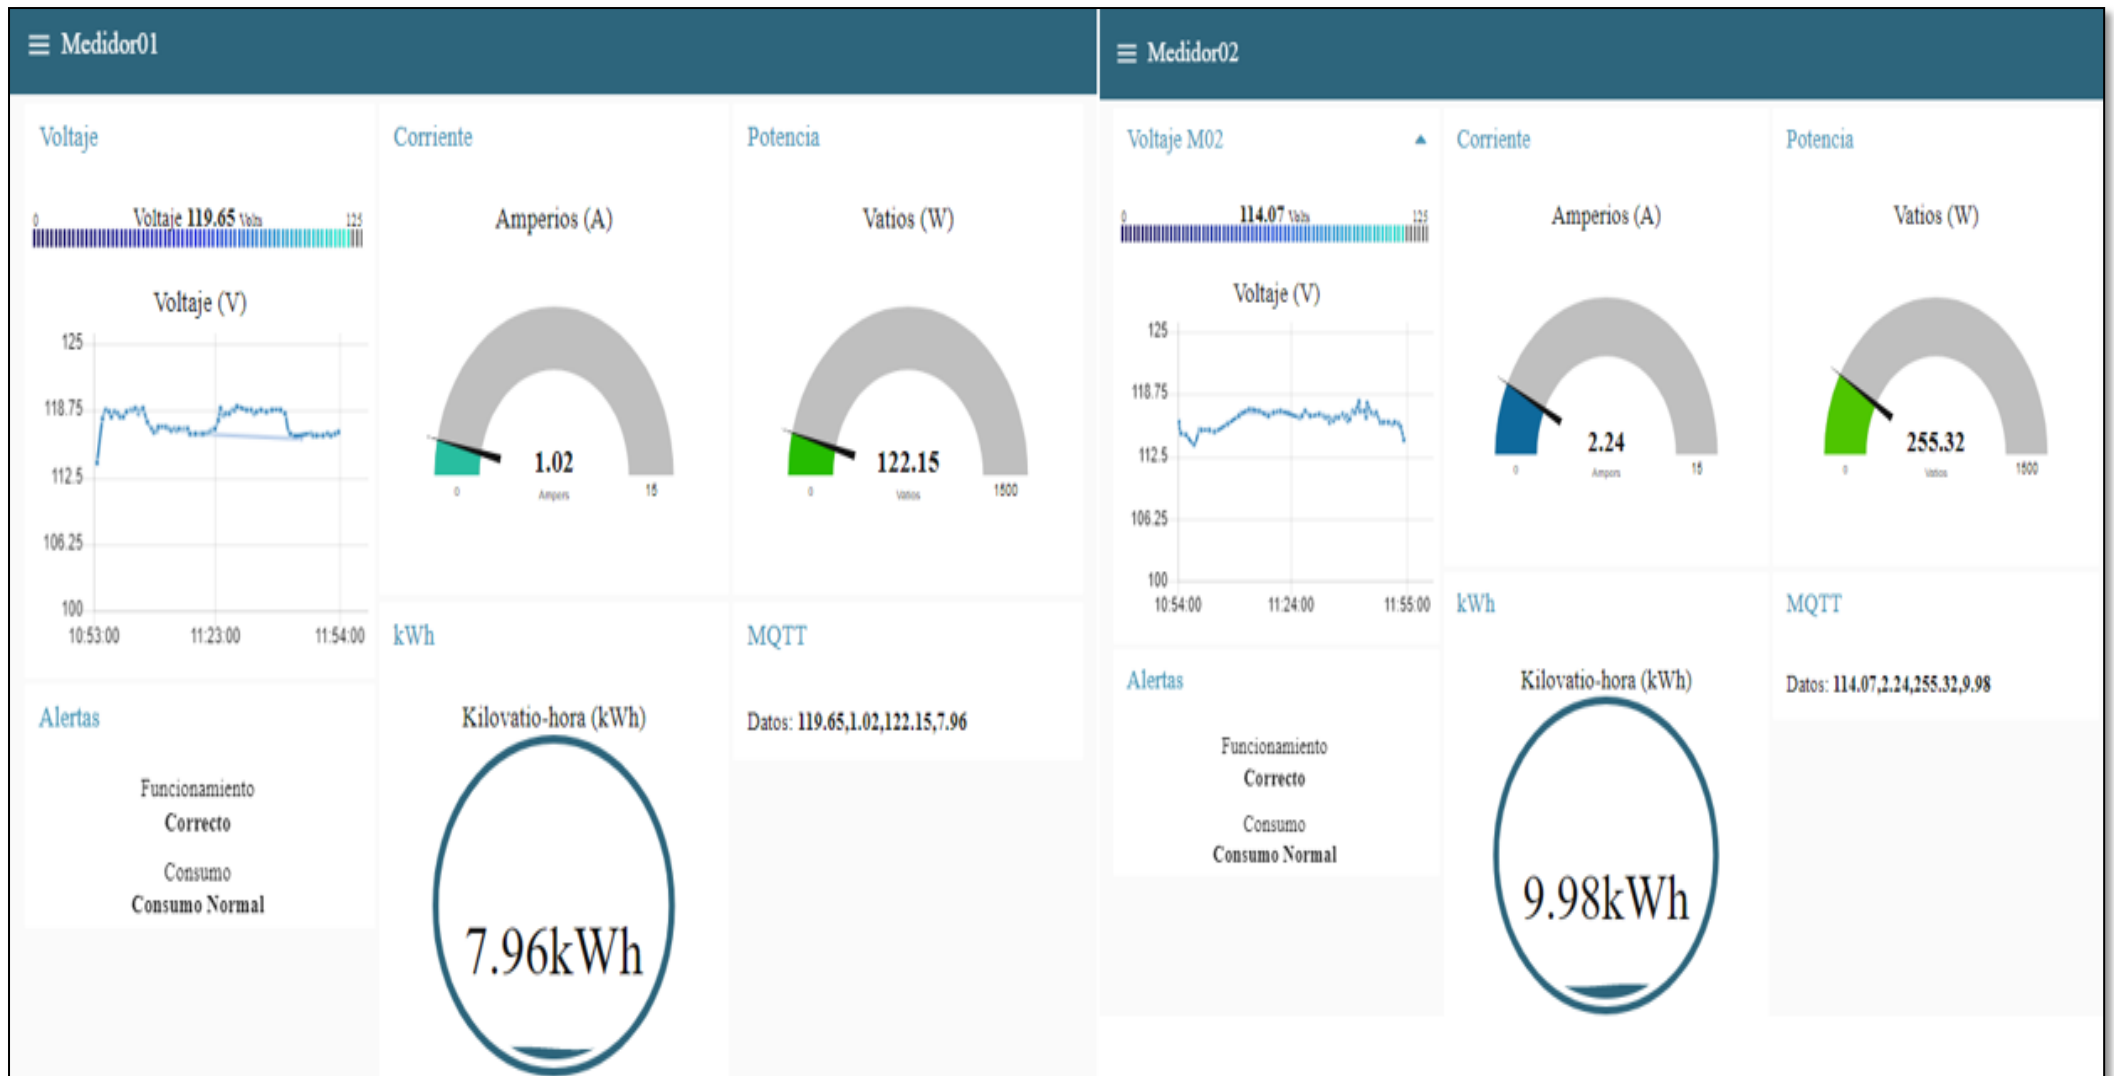 ☰ Medidor01
Voltaje
0 Voltaje 119.65 Volts 125
Voltaje (V)
125
118.75
112.5
106.25
100
10:53:00 11:23:00 11:54:00
Alertas
Funcionamiento
Correcto
Consumo
Consumo Normal
Corriente
Amperios (A)
1.02
Ampers
0 15
kWh
Kilovatio-hora (kWh)
7.96kWh
Potencia
Vatios (W)
122.15
Vatios
0 1500
MQTT
Datos: 119.65,1.02,122.15,7.96
☰ Medidor02
Voltaje M02
0 114.07 Volts 125
Voltaje (V)
125
118.75
112.5
106.25
100
10:54:00 11:24:00 11:55:00
Alertas
Funcionamiento
Correcto
Consumo
Consumo Normal
Corriente
Amperios (A)
2.24
Ampers
0 15
kWh
Kilovatio-hora (kWh)
9.98kWh
Potencia
Vatios (W)
255.32
Vatios
0 1500
MQTT
Datos: 114.07,2.24,255.32,9.98